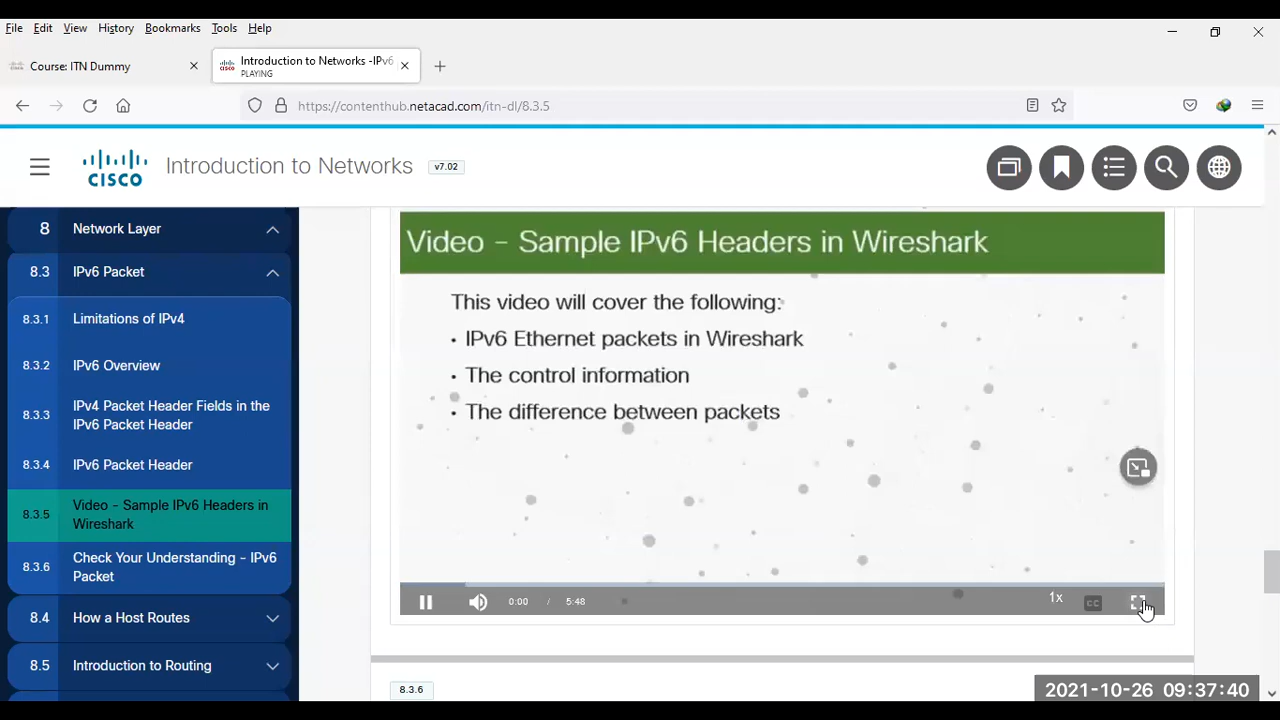 File Edit View History Bookmarks Tools Help
Course: ITN Dummy
Introduction to Networks -IPv6
PLAYING
https://contenthub.netacad.com/itn-dl/8.3.5
CISCO
Introduction to Networks
v7.02
8 Network Layer
8.3 IPv6 Packet
8.3.1 Limitations of IPv4
8.3.2 IPv6 Overview
8.3.3 IPv4 Packet Header Fields in the
IPv6 Packet Header
8.3.4 IPv6 Packet Header
8.3.5 Video - Sample IPv6 Headers in
Wireshark
8.3.6 Check Your Understanding - IPv6
Packet
8.4 How a Host Routes
8.5 Introduction to Routing
Video - Sample IPv6 Headers in Wireshark
This video will cover the following:
• IPv6 Ethernet packets in Wireshark
• The control information
• The difference between packets
0:00 / 5:48
1x
CC
8.3.6
2021-10-26 09:37:40